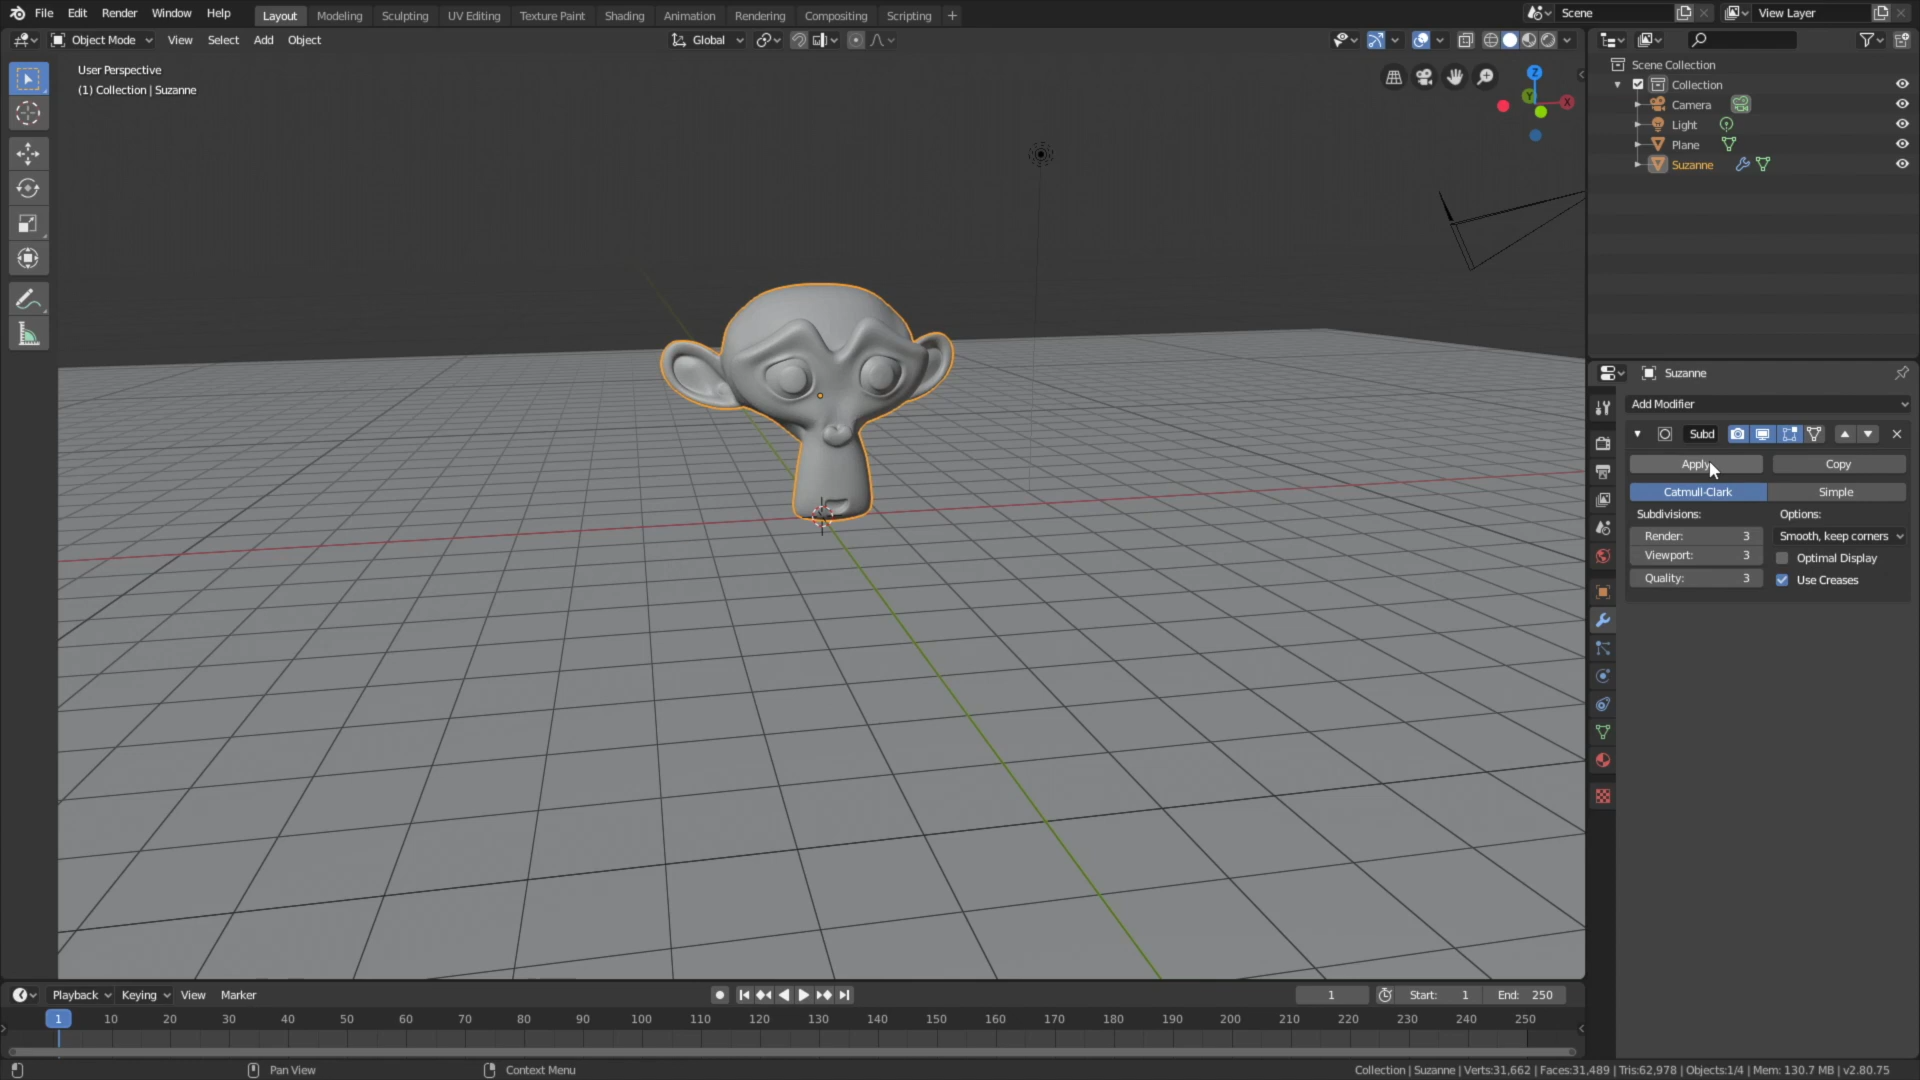 File Edit Render Window Help
Layout Modeling Sculpting UV Editing Texture Paint Shading Animation Rendering Compositing Scripting +
Scene
View Layer
Object Mode View Select Add Object
Global
User Perspective
(1) Collection | Suzanne
Z
Y
X
Scene Collection
Collection
Camera
Light
Plane
Suzanne
Suzanne
Add Modifier
Subd
Apply Copy
Catmull-Clark Simple
Subdivisions: Options:
Render: 3 Smooth, keep corners
Viewport: 3 Optimal Display
Quality: 3 Use Creases
Playback Keying View Marker
1 Start: 1 End: 250
1 10 20 30 40 50 60 70 80 90 100 110 120 130 140 150 160 170 180 190 200 210 220 230 240 250
Pan View
Context Menu
Collection | Suzanne | Verts:31,662 | Faces:31,489 | Tris:62,978 | Objects:1/4 | Mem: 130.7 MB | v2.80.75